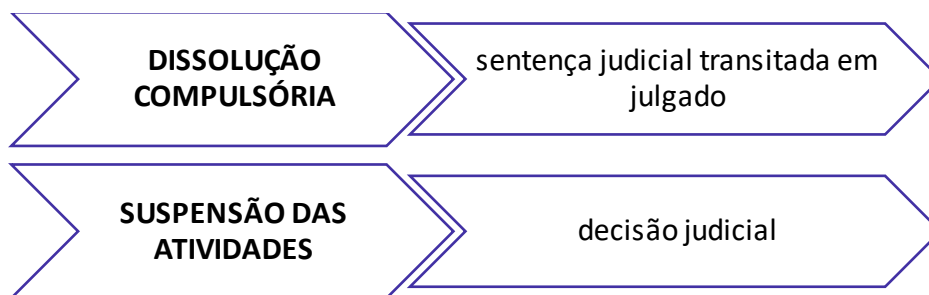 DISSOLUÇÃO
COMPULSÓRIA
sentença judicial transitada em
julgado
SUSPENSÃO DAS
ATIVIDADES
decisão judicial